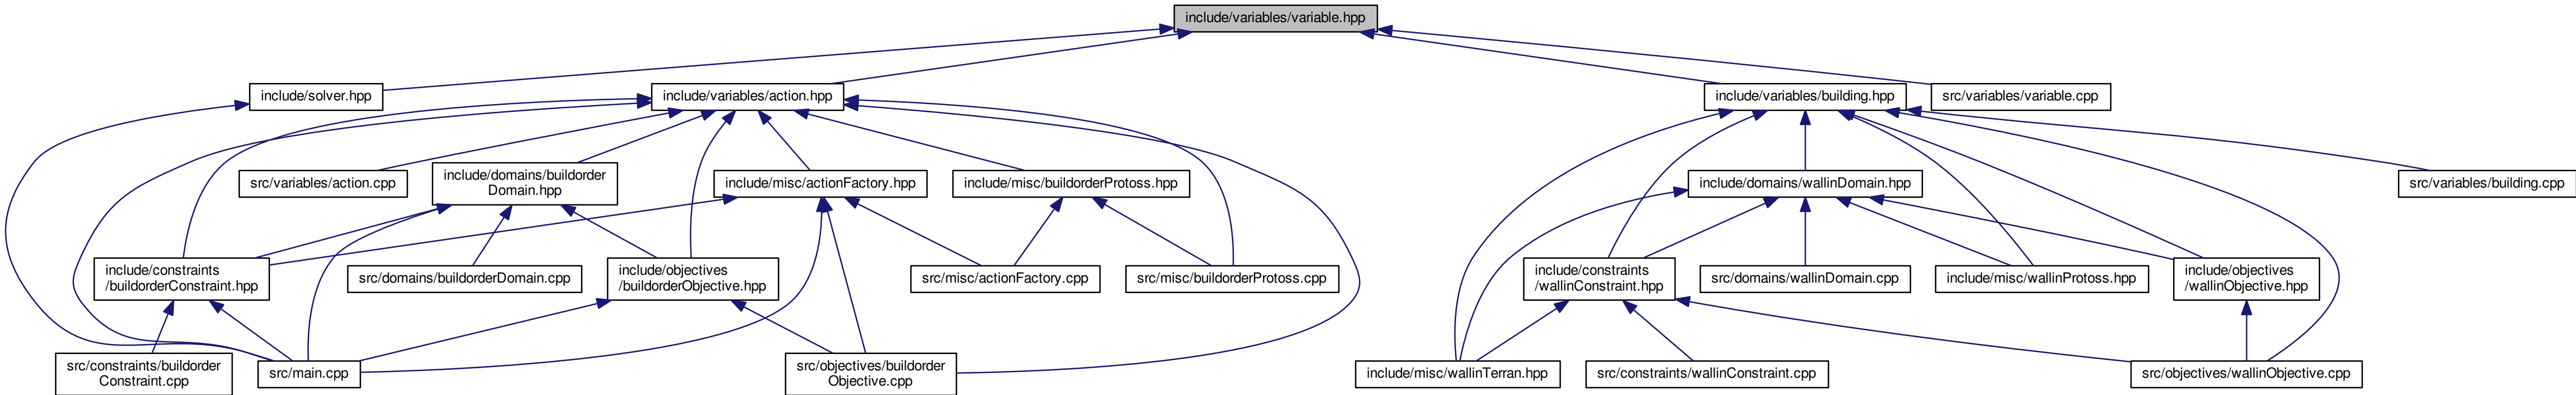 include/variables/variable.hpp
include/solver.hpp
include/variables/action.hpp
include/variables/building.hpp
src/variables/variable.cpp
src/variables/action.cpp
include/domains/buildorder
Domain.hpp
include/misc/actionFactory.hpp
include/misc/buildorderProtoss.hpp
include/domains/wallinDomain.hpp
src/variables/building.cpp
include/constraints
/buildorderConstraint.hpp
src/domains/buildorderDomain.cpp
include/objectives
/buildorderObjective.hpp
src/misc/actionFactory.cpp
src/misc/buildorderProtoss.cpp
include/constraints
/wallinConstraint.hpp
src/domains/wallinDomain.cpp
include/misc/wallinProtoss.hpp
include/objectives
/wallinObjective.hpp
src/constraints/buildorder
Constraint.cpp
src/main.cpp
src/objectives/buildorder
Objective.cpp
include/misc/wallinTerran.hpp
src/constraints/wallinConstraint.cpp
src/objectives/wallinObjective.cpp